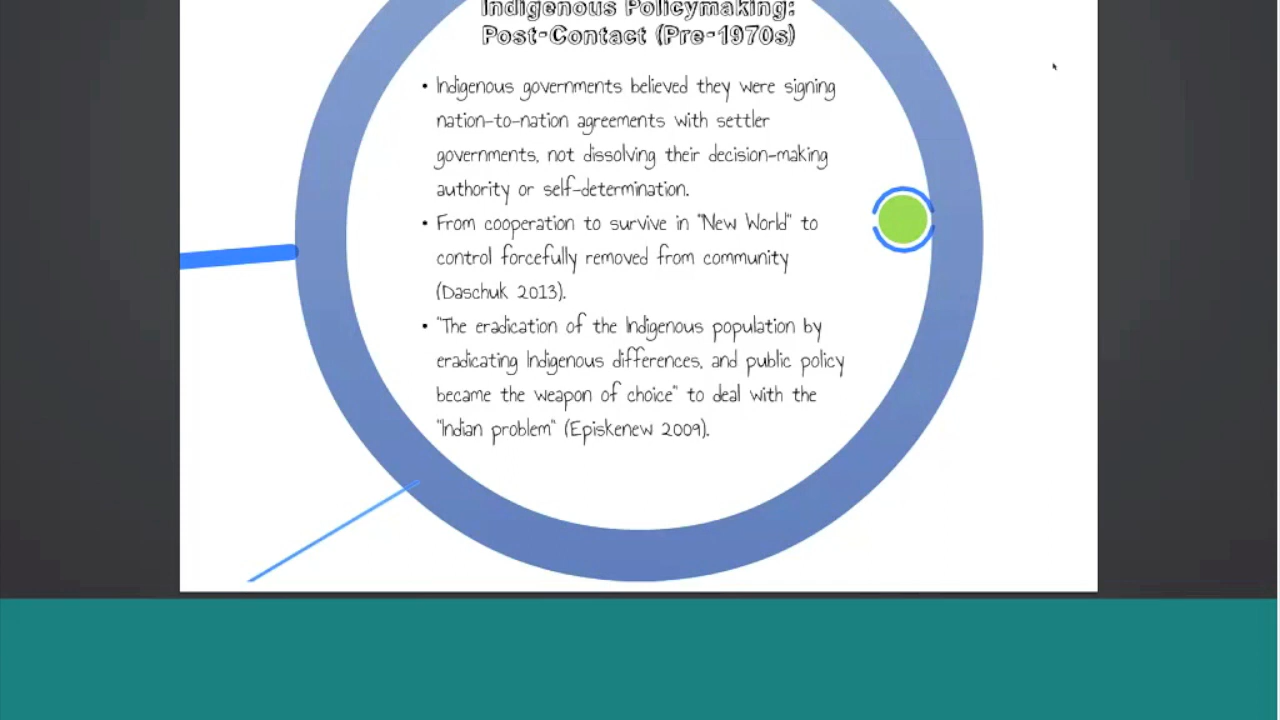 Indigenous Policymaking:
Post-Contact (Pre-1970s)
• Indigenous governments believed they were signing
nation-to-nation agreements with settler
governments, not dissolving their decision-making
authority or self-determination.
• From cooperation to survive in "New World" to
control forcefully removed from community
(Daschuk 2013).
• "The eradication of the Indigenous population by
eradicating Indigenous differences, and public policy
became the weapon of choice" to deal with the
"Indian problem" (Episkenew 2009).